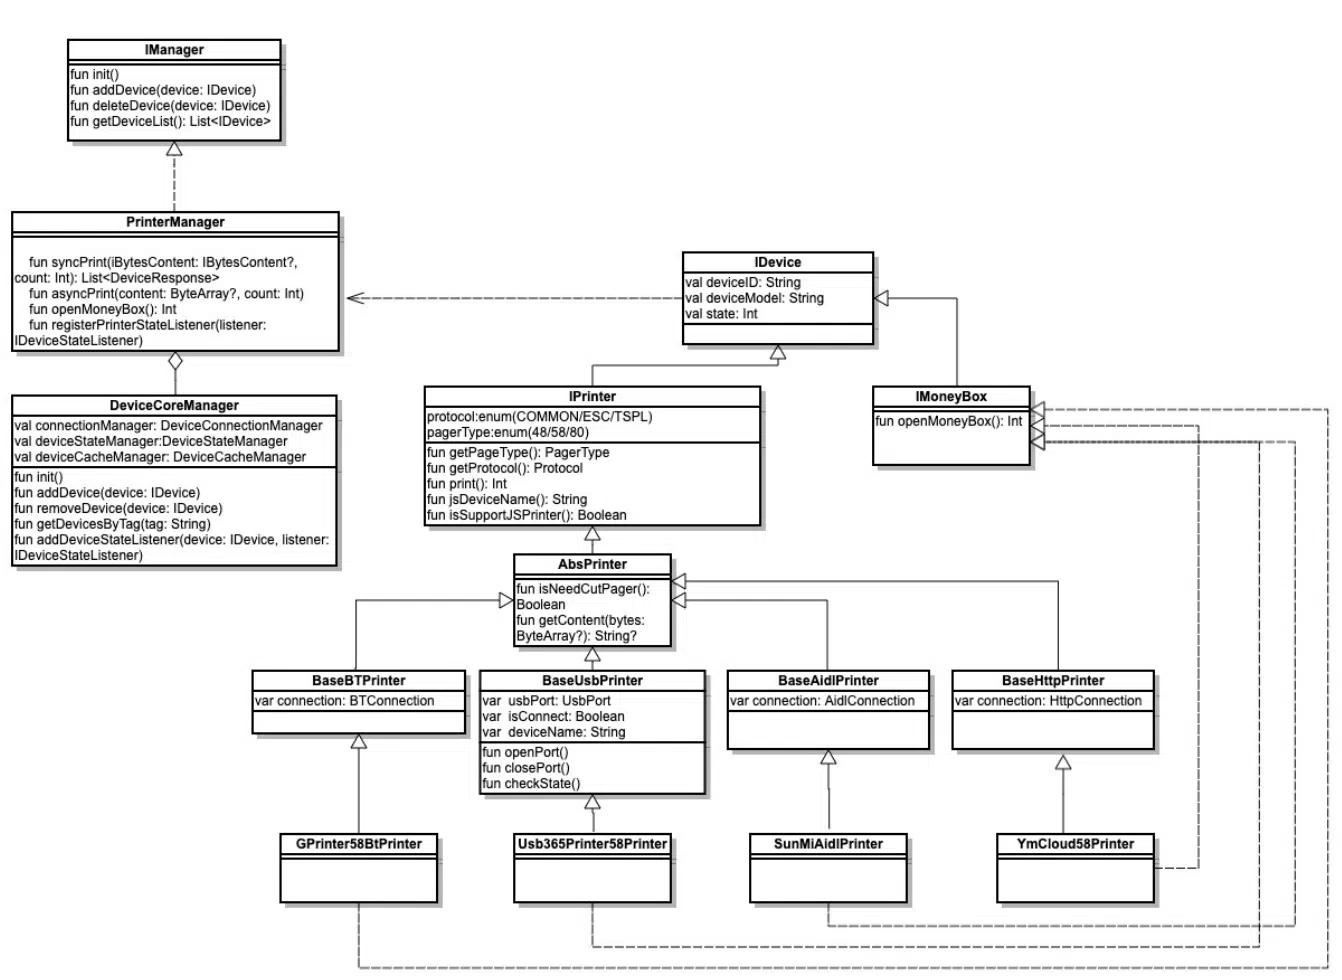 IManager
fun init()
fun addDevice(device: IDevice)
fun deleteDevice(device: IDevice)
fun getDeviceList(): List<IDevice>
PrinterManager
fun syncPrint(iBytesContent: IBytesContent?,
count: Int): List<DeviceResponse>
fun asyncPrint(content: ByteArray?, count: Int)
fun openMoneyBox(): Int
fun registerPrinterStateListener(listener:
IDeviceStateListener)
DeviceCoreManager
val connectionManager: DeviceConnectionManager
val deviceStateManager:DeviceStateManager
val deviceCacheManager: DeviceCacheManager
fun init()
fun addDevice(device: IDevice)
fun removeDevice(device: IDevice)
fun getDevicesByTag(tag: String)
fun addDeviceStateListener(device: IDevice, listener:
IDeviceStateListener)
IDevice
val deviceID: String
val deviceModel: String
val state: Int
IPrinter
protocol:enum(COMMON/ESC/TSPL)
pagerType:enum(48/58/80)
fun getPageType(): PagerType
fun getProtocol(): Protocol
fun print(): Int
fun jsDeviceName(): String
fun isSupportJSPrinter(): Boolean
IMoneyBox
fun openMoneyBox(): Int
AbsPrinter
fun isNeedCutPager():
Boolean
fun getContent(bytes:
ByteArray?): String?
BaseBTPrinter
var connection: BTConnection
BaseUsbPrinter
var usbPort: UsbPort
var isConnect: Boolean
var deviceName: String
fun openPort()
fun closePort()
fun checkState()
BaseAidlPrinter
var connection: AidlConnection
BaseHttpPrinter
var connection: HttpConnection
GPrinter58BtPrinter
Usb365Printer58Printer
SunMiAidlPrinter
YmCloud58Printer